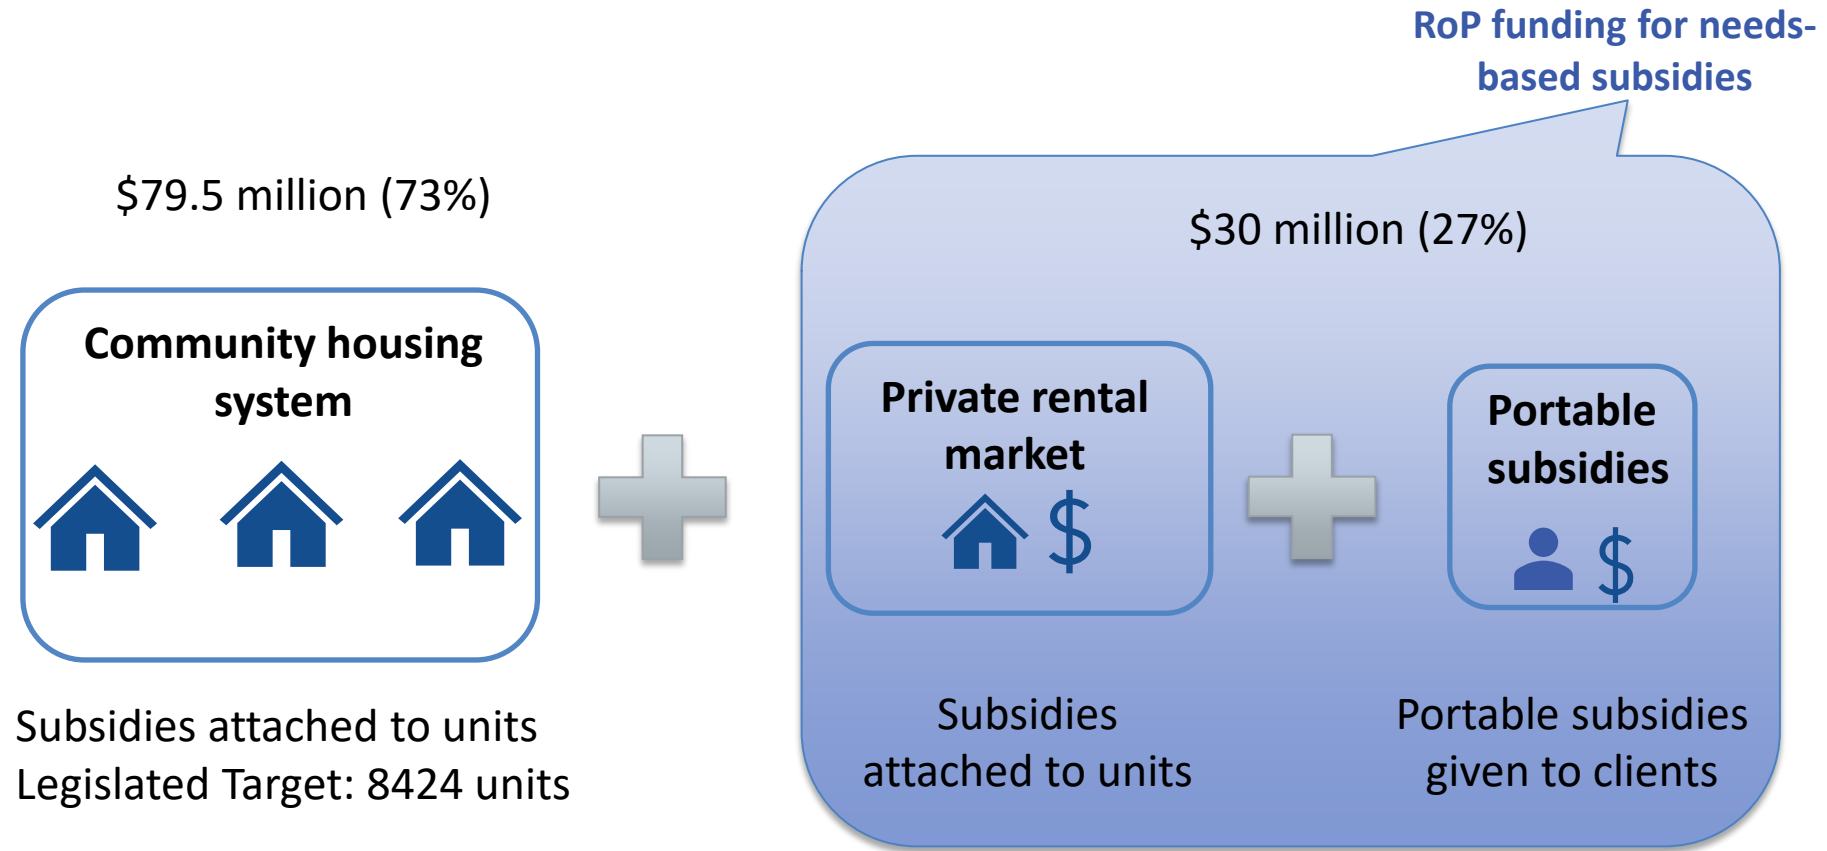 RoP funding for needs-
based subsidies
$79.5 million (73%)
$30 million (27%)
Community housing
system
Private rental
market
$
Portable
subsidies
$
Subsidies attached to units
Legislated Target: 8424 units
Subsidies
attached to units
Portable subsidies
given to clients